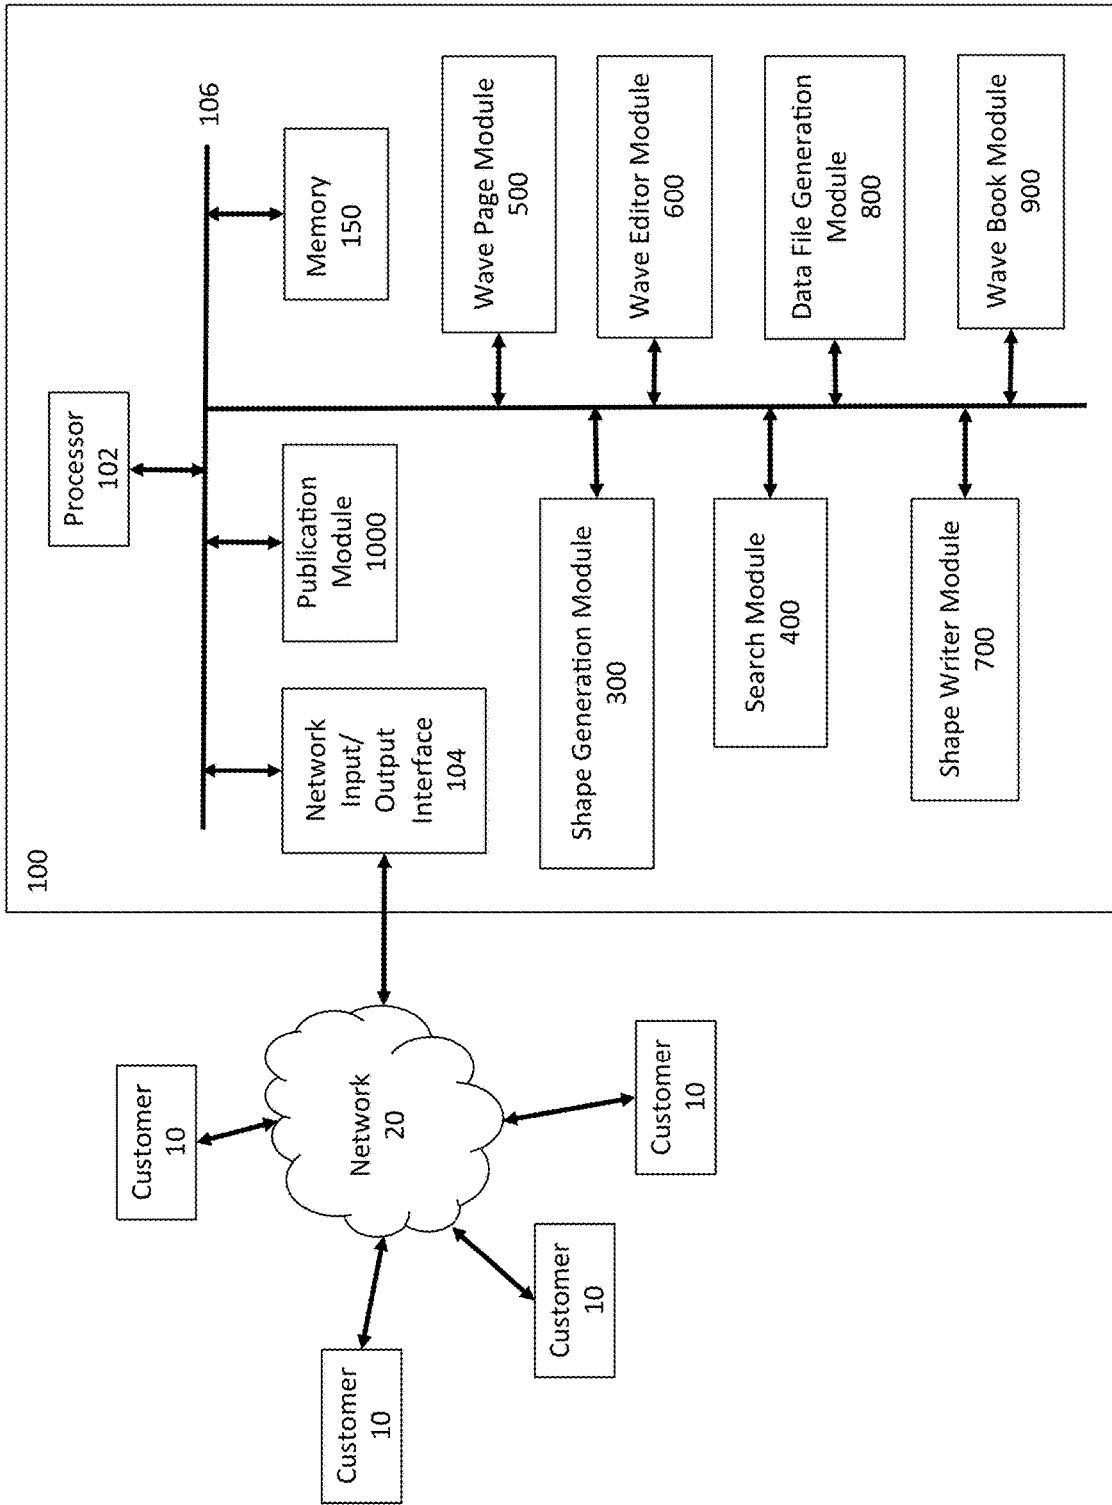 Customer
10
Customer
10
Network
20
Customer
10
Customer
10
100
Processor
102
106
Network
Input/
Output
Interface
104
Publication
Module
1000
Memory
150
Wave Page Module
500
Shape Generation Module
300
Wave Editor Module
600
Search Module
400
Data File Generation
Module
800
Shape Writer Module
700
Wave Book Module
900